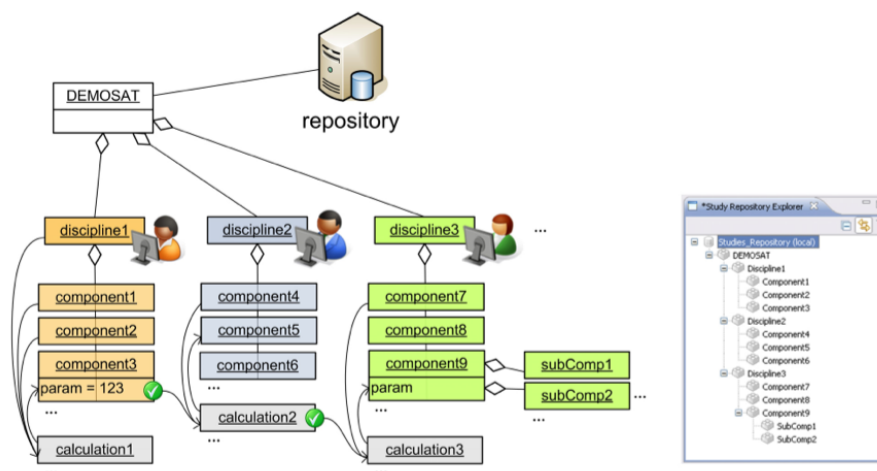 DEMOSAT
repository
discipline1
discipline2
discipline3
...
component1
component2
component3
param = 123
...
calculation1
component4
component5
component6
...
calculation2
...
component7
component8
component9
param
...
calculation3
subComp1
subComp2
...
...
*Study Repository Explorer
Studies_Repository (local)
DEMOSAT
Discipline1
Component1
Component2
Component3
Discipline2
Component4
Component5
Component6
Discipline3
Component7
Component8
Component9
SubComp1
SubComp2